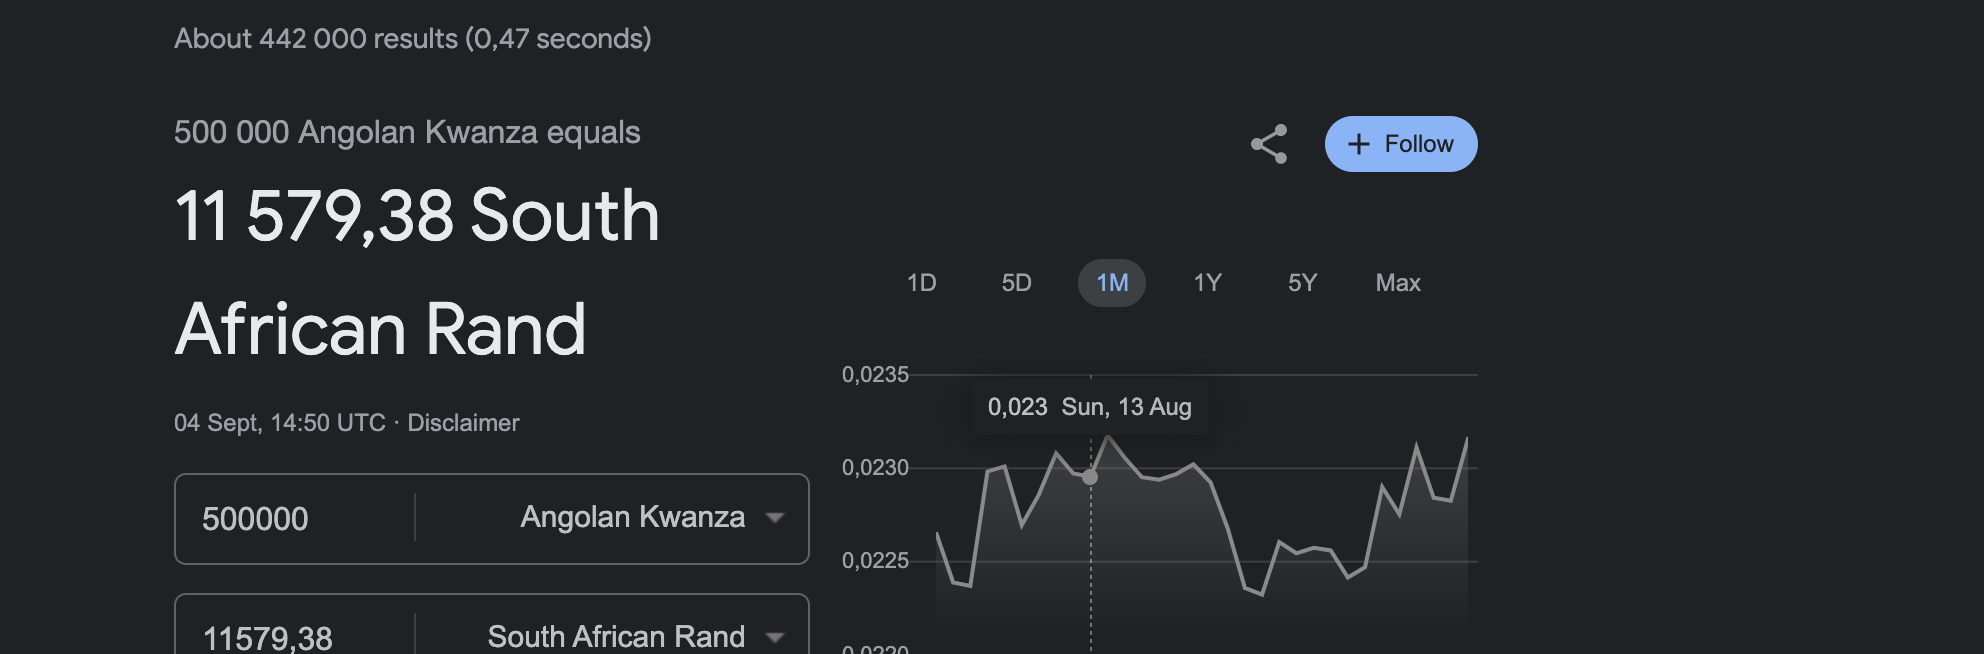 About 442 000 results (0,47 seconds)
500 000 Angolan Kwanza equals
11 579,38 South
African Rand
04 Sept, 14:50 UTC · Disclaimer
500000 Angolan Kwanza
11579,38 South African Rand
+ Follow
1D 5D 1M 1Y 5Y Max
0,0235
0,023 Sun, 13 Aug
0,0230
0,0225
0,0220